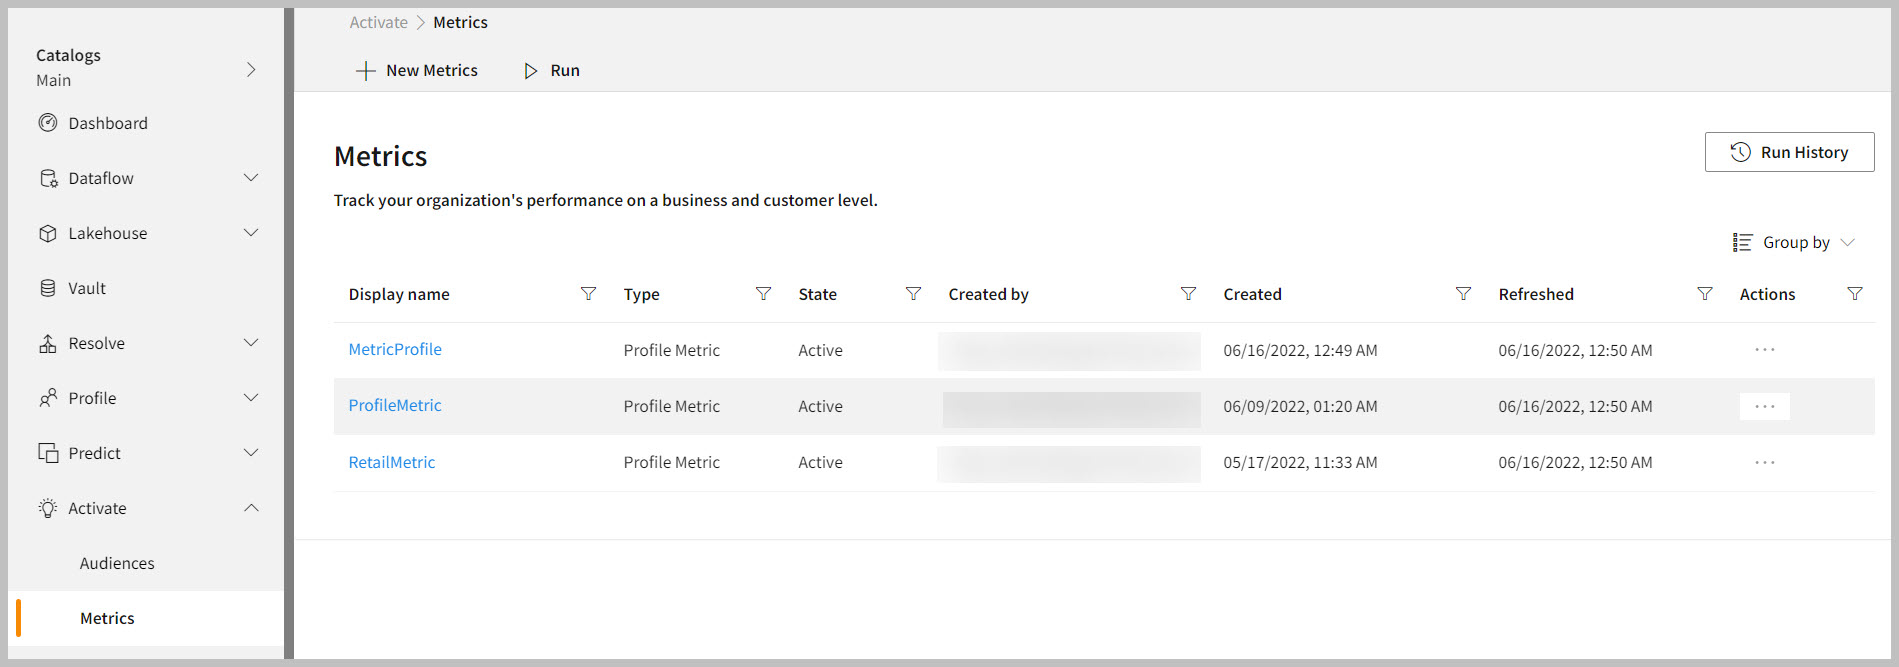 Catalogs
Main
Dashboard
Dataflow
Lakehouse
Vault
Resolve
Profile
Predict
Activate
Audiences
Metrics
Activate > Metrics
New Metrics Run
Metrics
Run History
Track your organization's performance on a business and customer level.
Group by
Display name Type State Created by Created Refreshed Actions
MetricProfile Profile Metric Active 06/16/2022, 12:49 AM 06/16/2022, 12:50 AM ...
ProfileMetric Profile Metric Active 06/09/2022, 01:20 AM 06/16/2022, 12:50 AM ...
RetailMetric Profile Metric Active 05/17/2022, 11:33 AM 06/16/2022, 12:50 AM ...